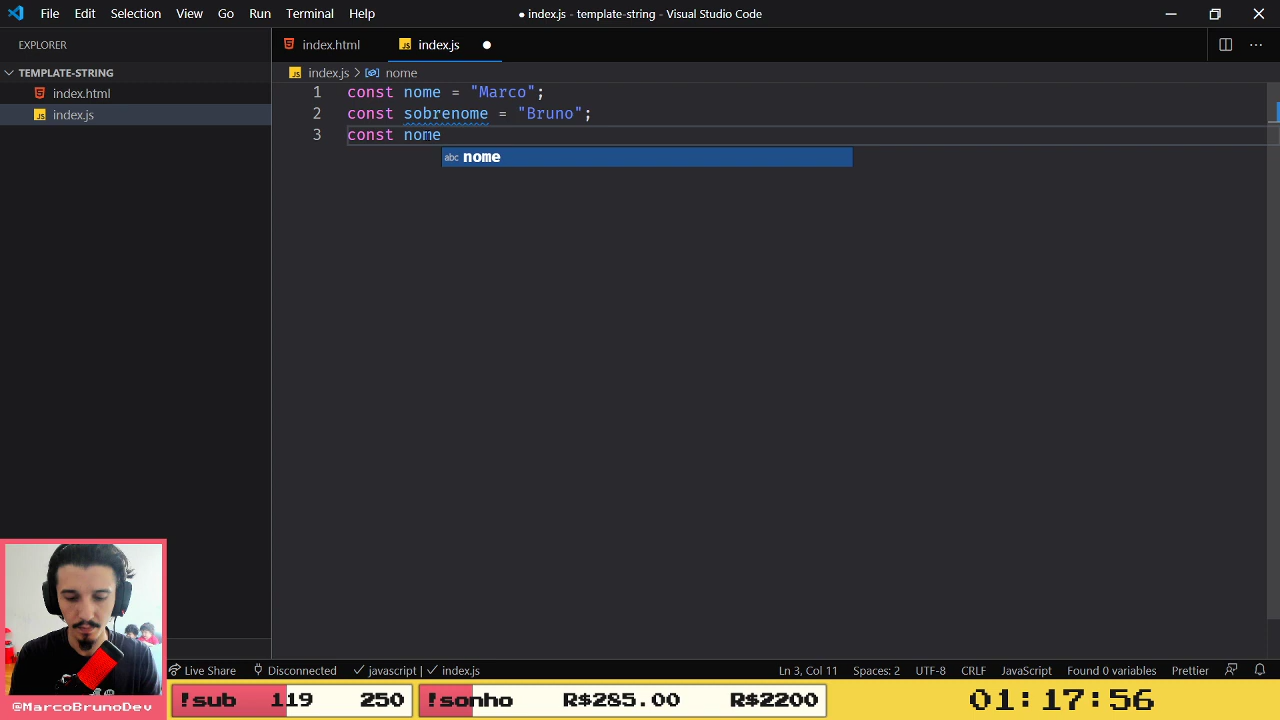 File Edit Selection View Go Run Terminal Help
● index.js - template-string - Visual Studio Code
EXPLORER
index.html
JS index.js
TEMPLATE-STRING
JS index.js > nome
index.html
1 const nome = "Marco";
JS index.js
2 const sobrenome = "Bruno";
3 const nome
abc nome
Live Share Disconnected javascript | index.js Ln 3, Col 11 Spaces: 2 UTF-8 CRLF JavaScript Found 0 variables Prettier
!sub 119 250 !sonho R$285.00 R$2200 01:17:56
@MarcoBrunoDev